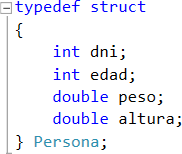 typedef struct
{
    int dni;
    int edad;
    double peso;
    double altura;
} Persona;